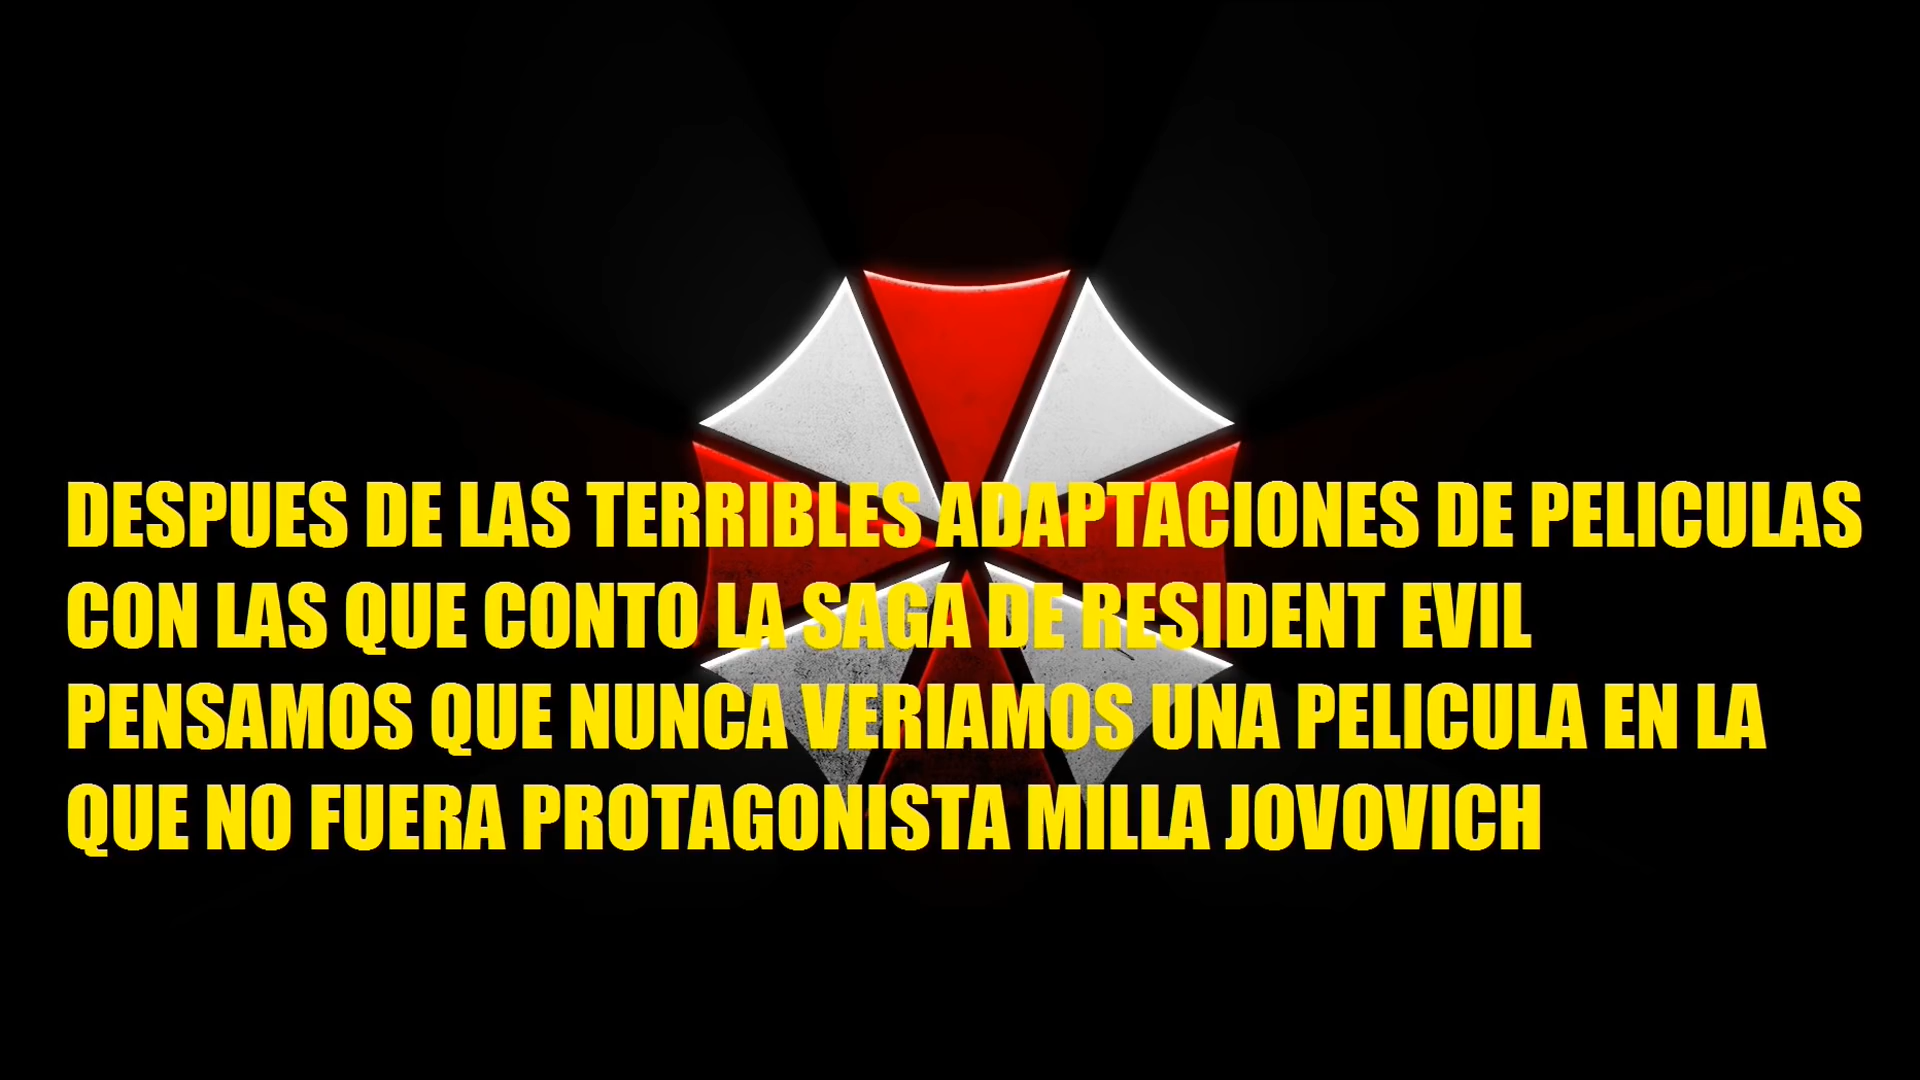 DESPUES DE LAS TERRIBLES ADAPTACIONES DE PELICULAS
CON LAS QUE CONTO LA SAGA DE RESIDENT EVIL
PENSAMOS QUE NUNCA VERIAMOS UNA PELICULA EN LA
QUE NO FUERA PROTAGONISTA MILLA JOVOVICH